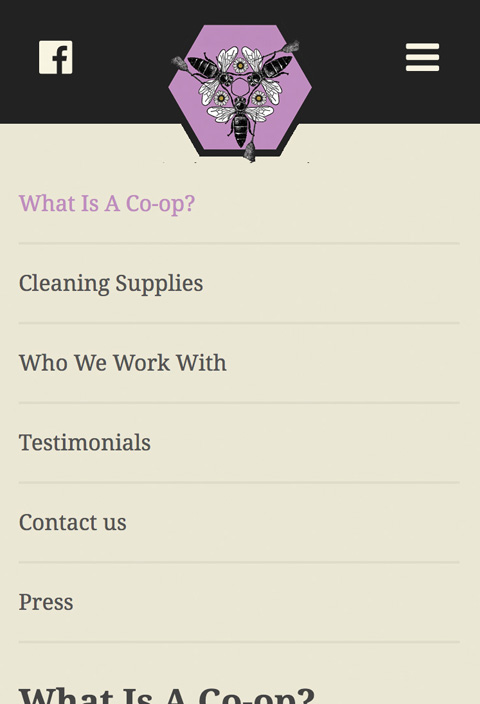 What Is A Co-op?
Cleaning Supplies
Who We Work With
Testimonials
Contact us
Press
What Is A Co-op?